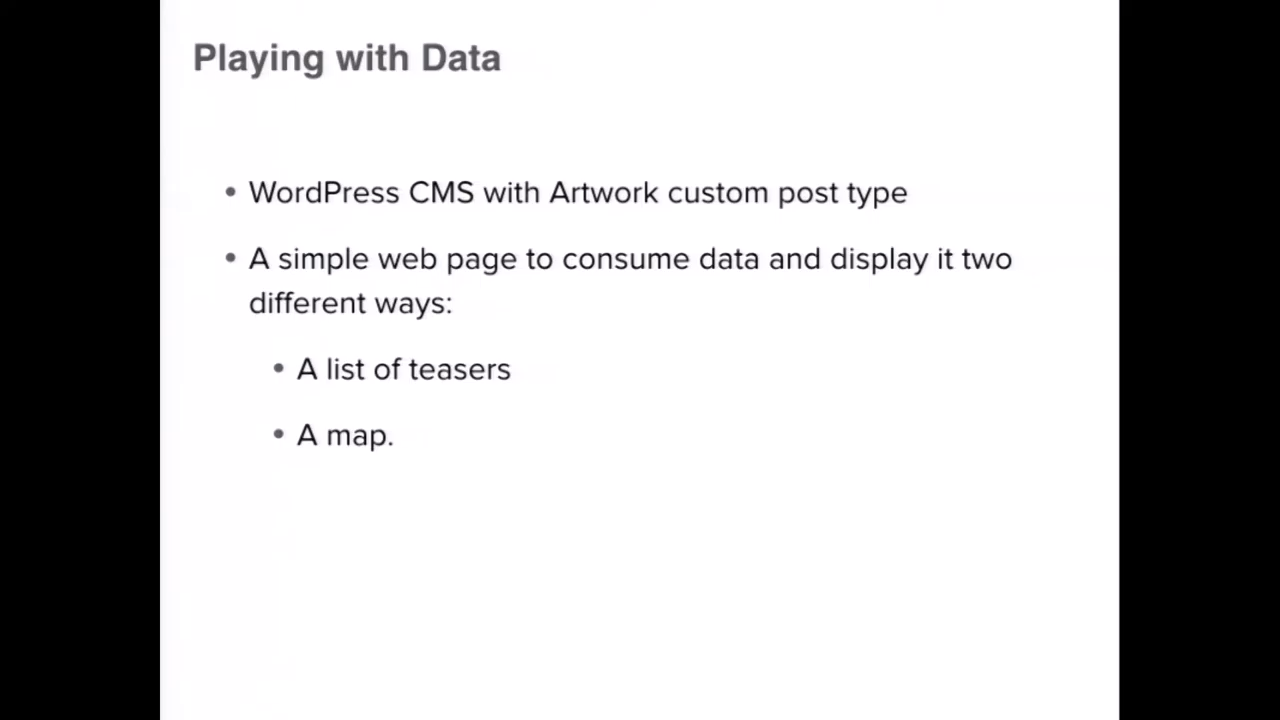 Playing with Data
• WordPress CMS with Artwork custom post type
• A simple web page to consume data and display it two
different ways:
• A list of teasers
• A map.